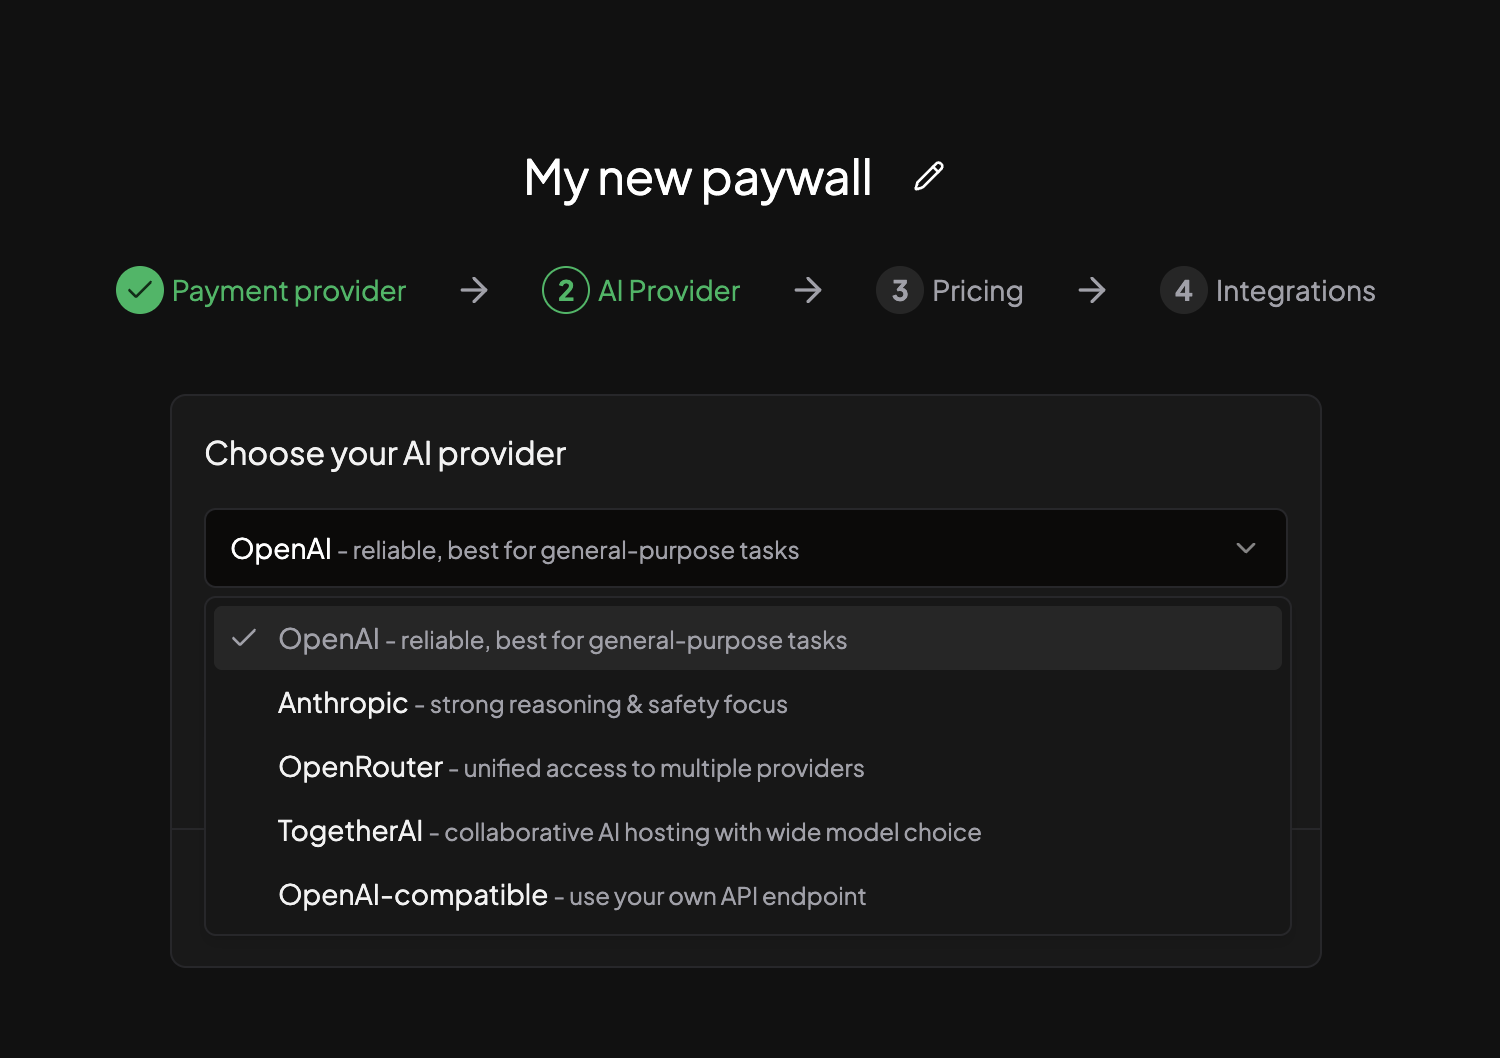 My new paywall
Payment provider → 2 AI Provider → 3 Pricing → 4 Integrations
Choose your AI provider
OpenAI - reliable, best for general-purpose tasks
OpenAI - reliable, best for general-purpose tasks
Anthropic - strong reasoning & safety focus
OpenRouter - unified access to multiple providers
TogetherAI - collaborative AI hosting with wide model choice
OpenAI-compatible - use your own API endpoint